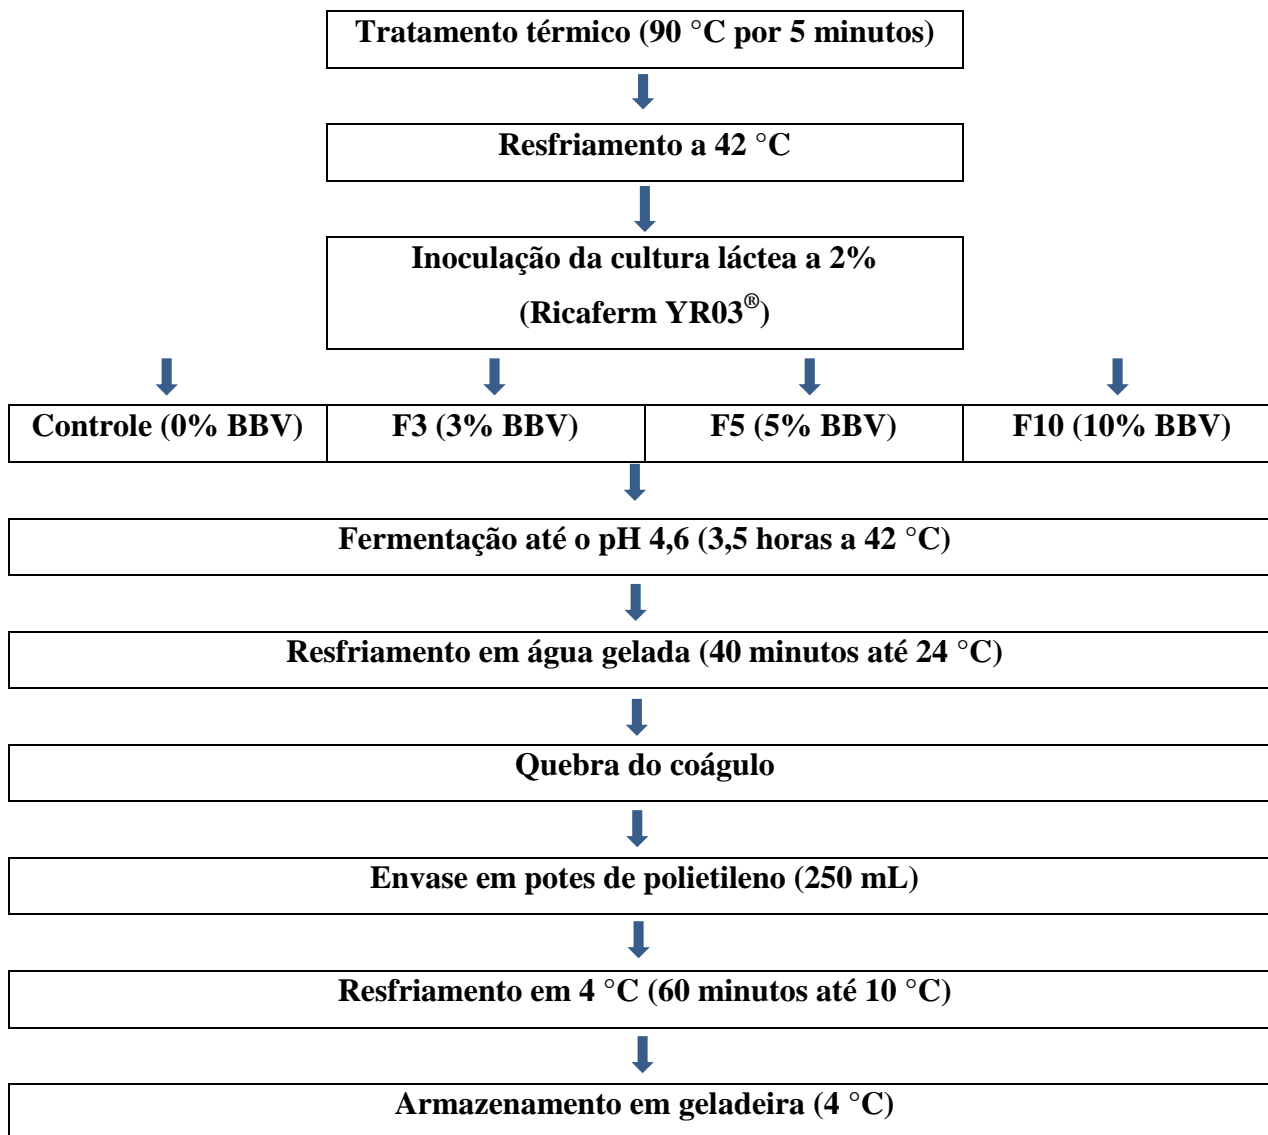 Tratamento térmico (90 °C por 5 minutos)
Resfriamento a 42 °C
Inoculação da cultura láctea a 2%
(Ricaferm YR03®)
Controle (0% BBV)
F3 (3% BBV)
F5 (5% BBV)
F10 (10% BBV)
Fermentação até o pH 4,6 (3,5 horas a 42 °C)
Resfriamento em água gelada (40 minutos até 24 °C)
Quebra do coágulo
Envase em potes de polietileno (250 mL)
Resfriamento em 4 °C (60 minutos até 10 °C)
Armazenamento em geladeira (4 °C)